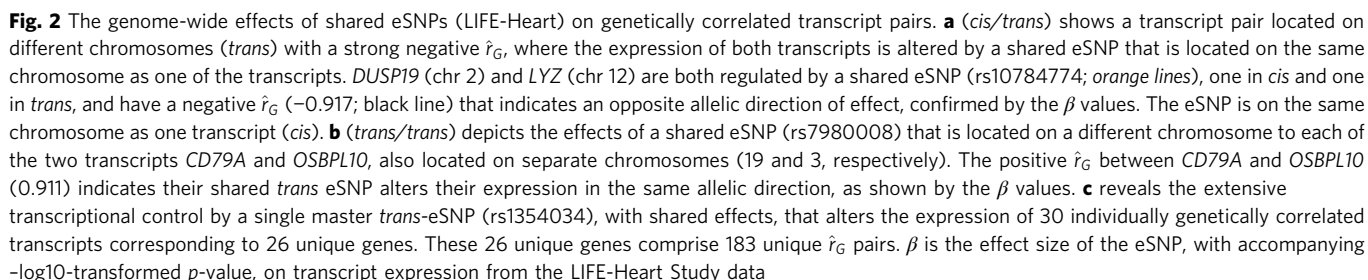 Fig. 2 The genome-wide effects of shared eSNPs (LIFE-Heart) on genetically correlated transcript pairs. a (cis/trans) shows a transcript pair located on
different chromosomes (trans) with a strong negative r̂G, where the expression of both transcripts is altered by a shared eSNP that is located on the same
chromosome as one of the transcripts. DUSP19 (chr 2) and LYZ (chr 12) are both regulated by a shared eSNP (rs10784774; orange lines), one in cis and one
in trans, and have a negative r̂G (−0.917; black line) that indicates an opposite allelic direction of effect, confirmed by the β values. The eSNP is on the same
chromosome as one transcript (cis). b (trans/trans) depicts the effects of a shared eSNP (rs7980008) that is located on a different chromosome to each of
the two transcripts CD79A and OSBPL10, also located on separate chromosomes (19 and 3, respectively). The positive r̂G between CD79A and OSBPL10
(0.911) indicates their shared trans eSNP alters their expression in the same allelic direction, as shown by the β values. c reveals the extensive
transcriptional control by a single master trans-eSNP (rs1354034), with shared effects, that alters the expression of 30 individually genetically correlated
transcripts corresponding to 26 unique genes. These 26 unique genes comprise 183 unique r̂G pairs. β is the effect size of the eSNP, with accompanying
–log10-transformed p-value, on transcript expression from the LIFE-Heart Study data